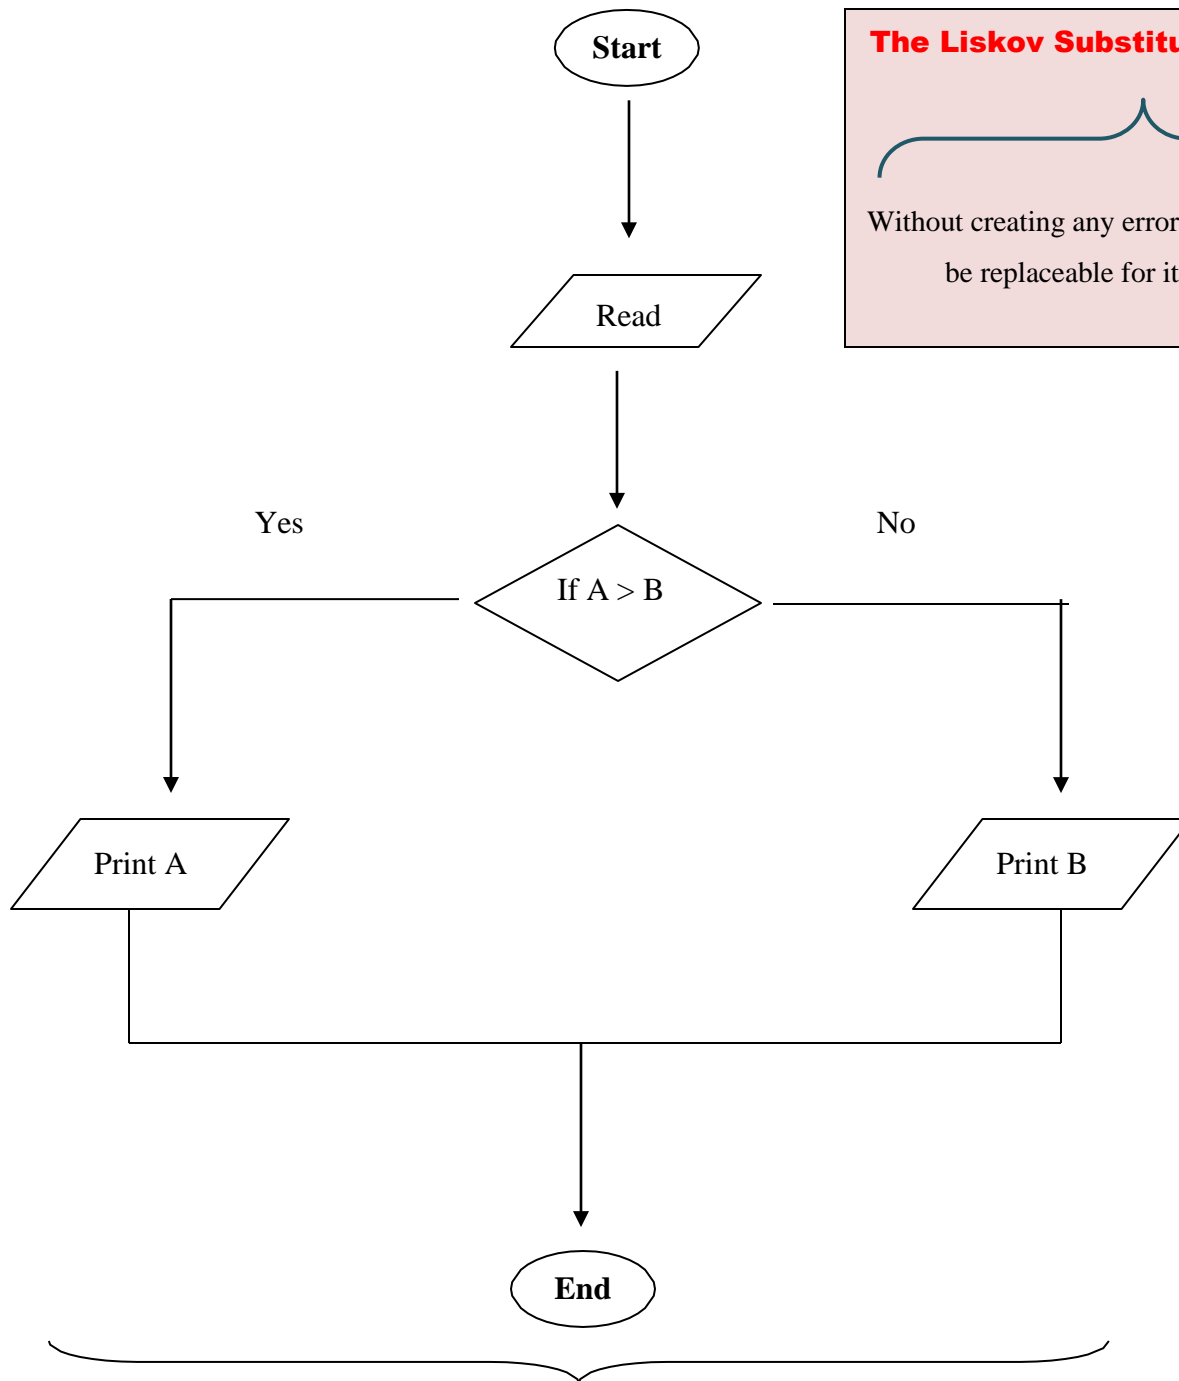 Start
The Liskov Substitu
Without creating any error
be replaceable for it
Read
Yes
No
If A > B
Print A
Print B
End